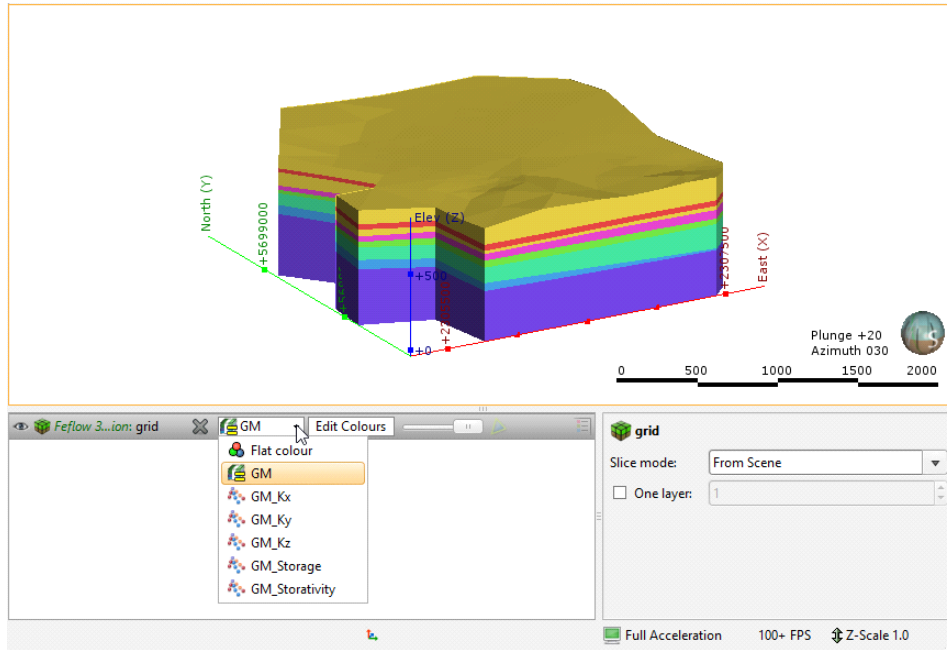 North (Y)
+5699000
Elev (Z)
+500
+0
+2307500
East (X)
Plunge +20
Azimuth 030
0 500 1000 1500 2000
Feflow 3...ion: grid
GM
Edit Colours
Flat colour
GM
GM_Kx
GM_Ky
GM_Kz
GM_Storage
GM_Storativity
grid
Slice mode: From Scene
One layer: 1
Full Acceleration 100+ FPS Z-Scale 1.0
S